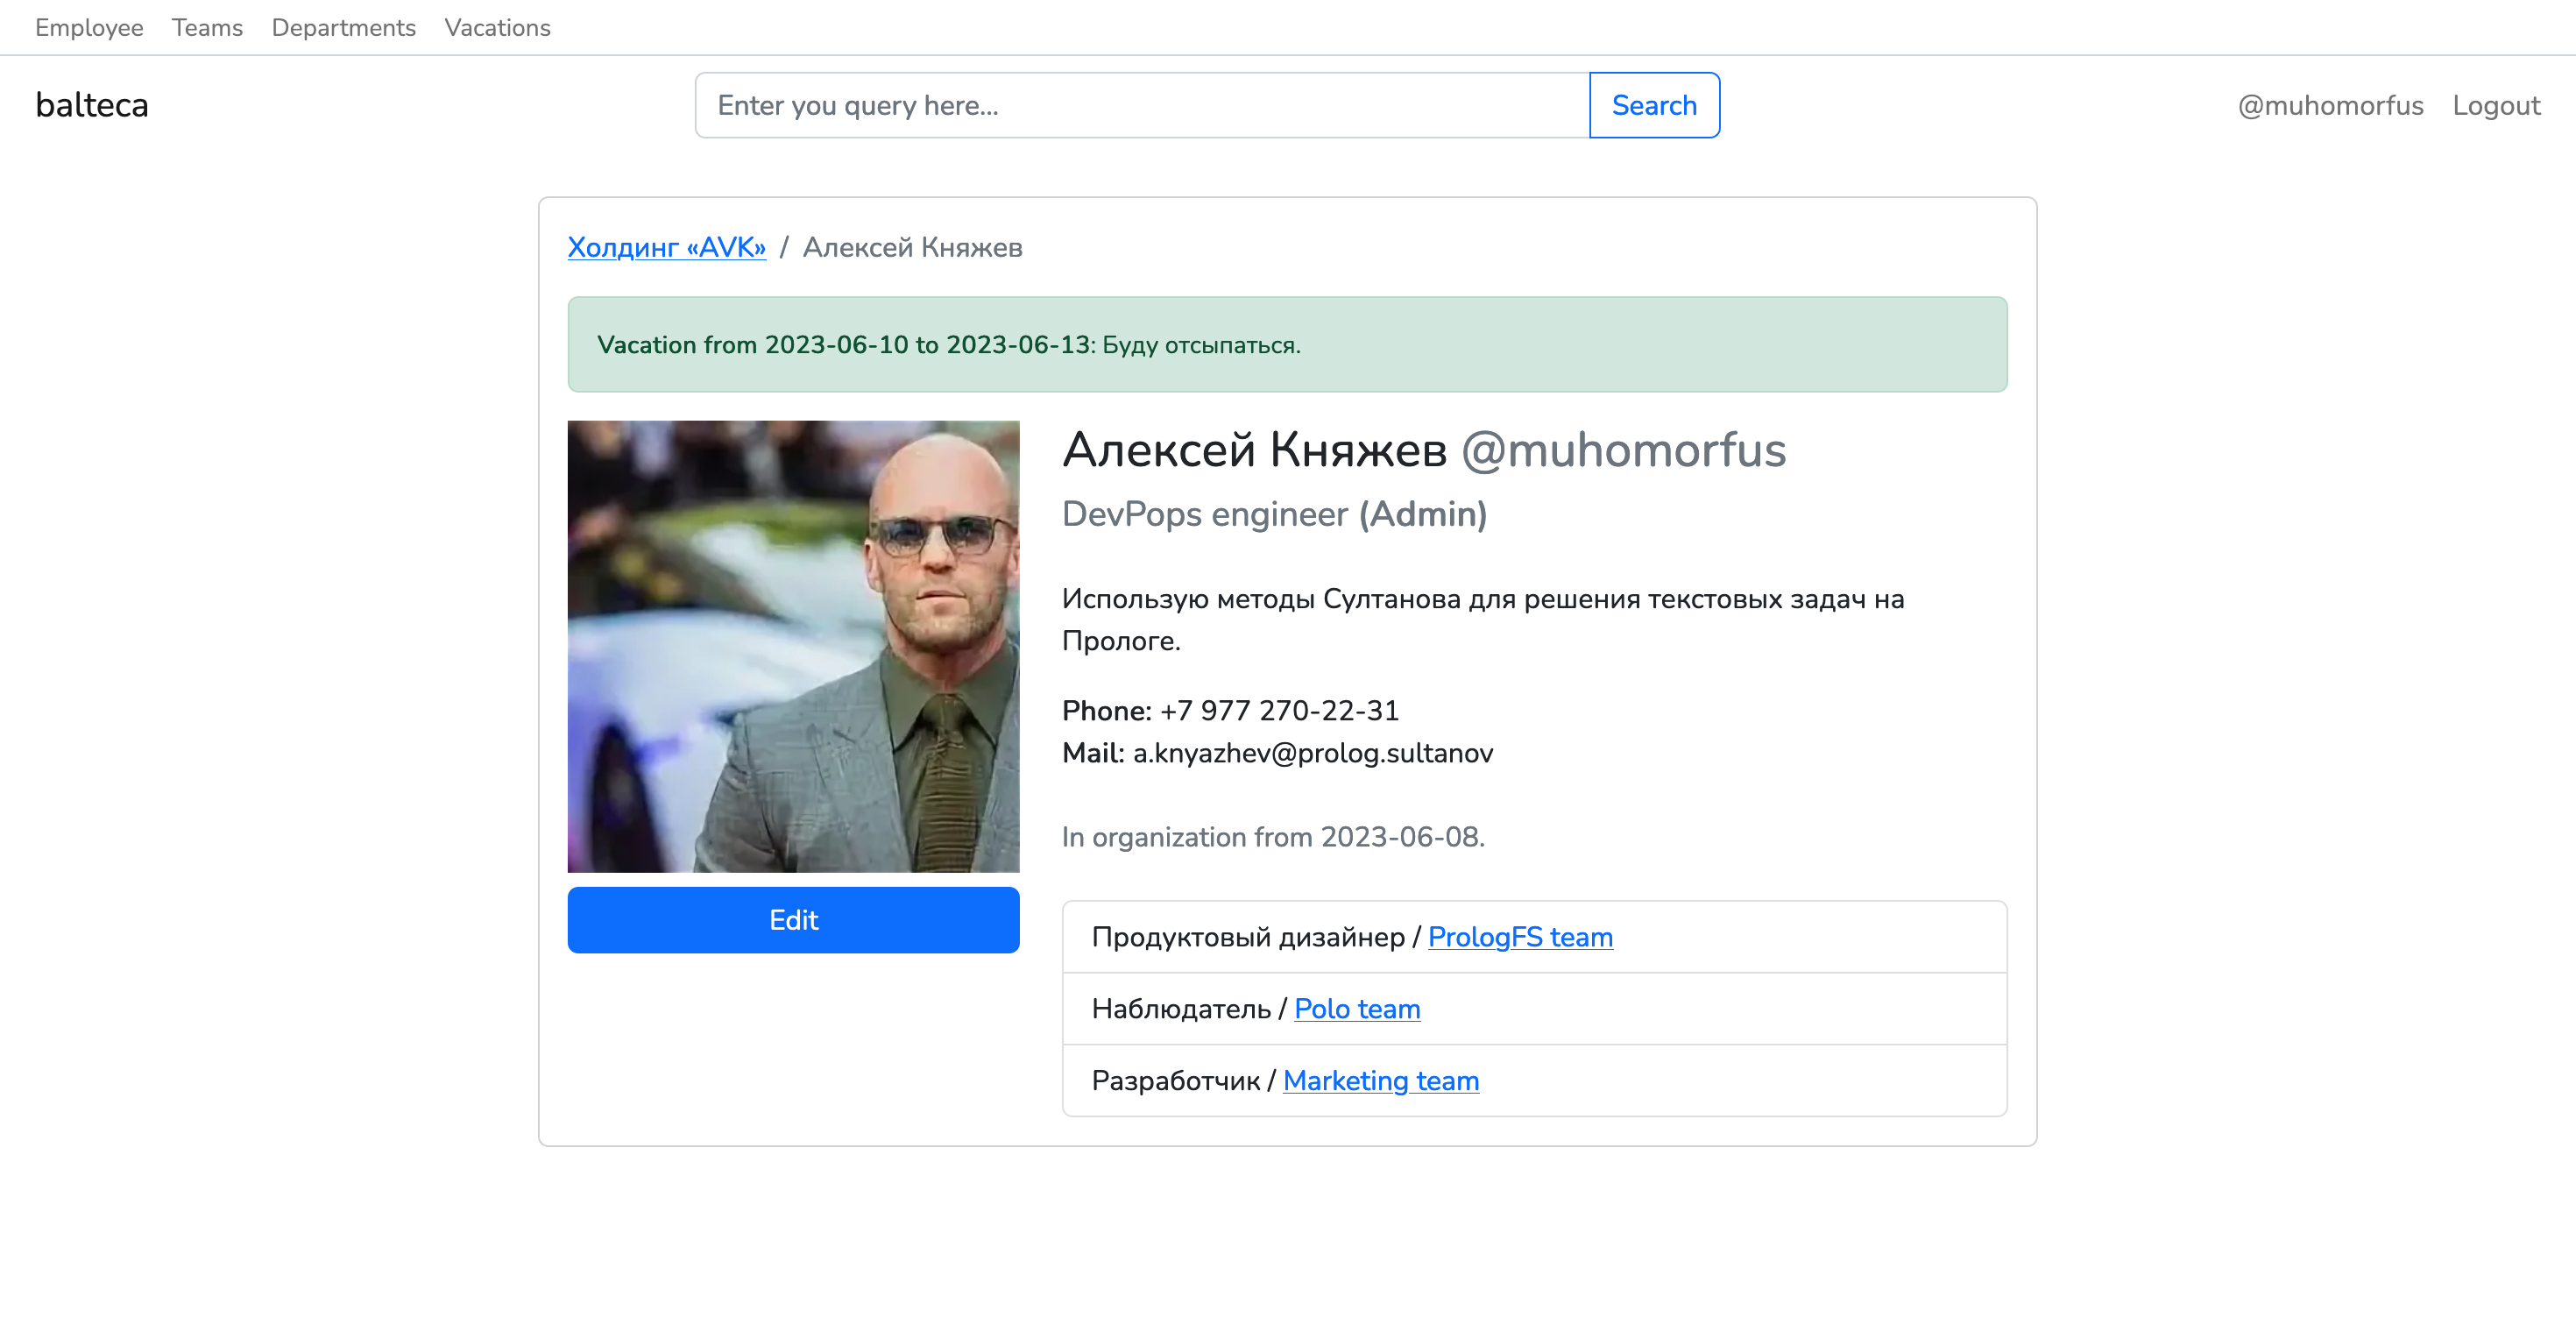 Employee Teams Departments Vacations
balteca Enter you query here... Search @muhomorfus Logout
Холдинг «AVK» / Алексей Княжев
Vacation from 2023-06-10 to 2023-06-13: Буду отсыпаться.
Алексей Княжев @muhomorfus
DevPops engineer (Admin)
Использую методы Султанова для решения текстовых задач на
Прологе.
Phone: +7 977 270-22-31
Mail: a.knyazhev@prolog.sultanov
In organization from 2023-06-08.
Edit
Продуктовый дизайнер / PrologFS team
Наблюдатель / Polo team
Разработчик / Marketing team